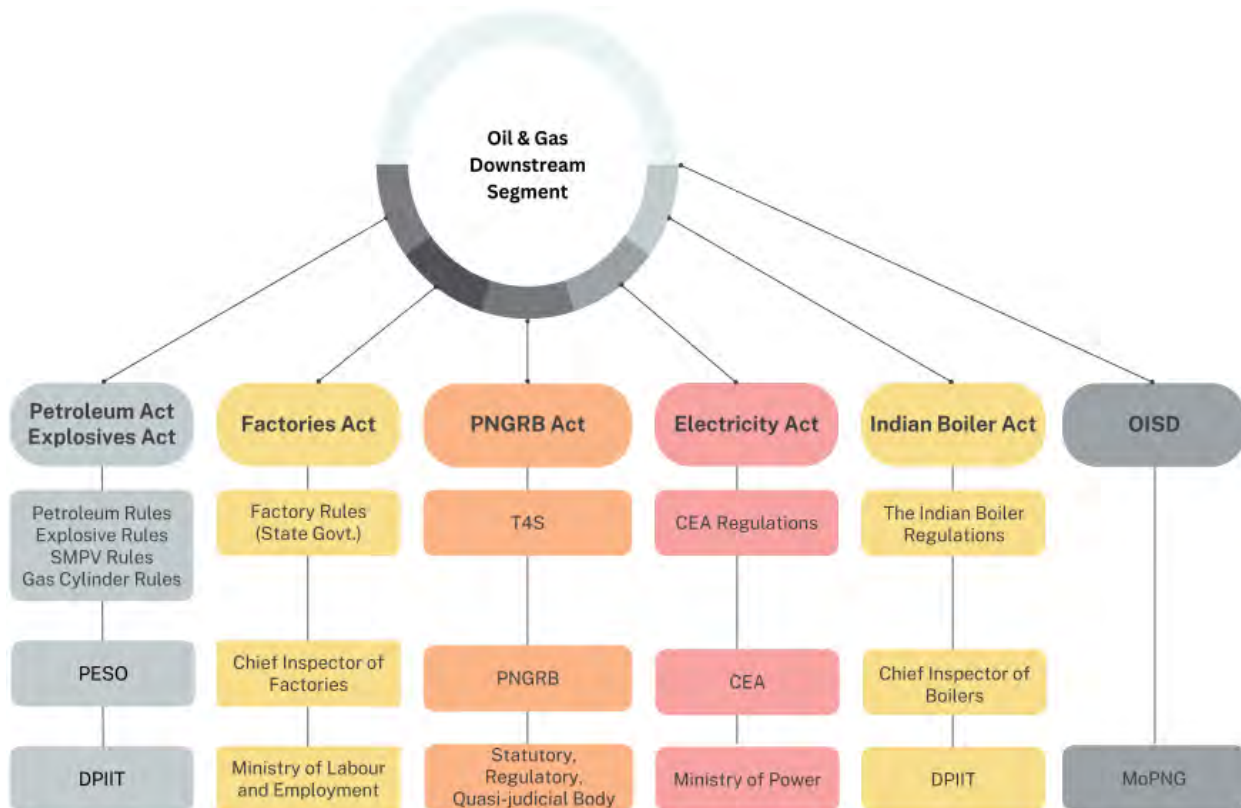 Oil & Gas
Downstream
Segment
Petroleum Act
Explosives Act
Factories Act
PNGRB Act
Electricity Act
Indian Boiler Act
OISD
Petroleum Rules
Explosive Rules
SMPV Rules
Gas Cylinder Rules
Factory Rules
(State Govt.)
T4S
CEA Regulations
The Indian Boiler
Regulations
PESO
Chief Inspector of
Factories
PNGRB
CEA
Chief Inspector of
Boilers
DPIIT
Ministry of Labour
and Employment
Statutory,
Regulatory,
Quasi-judicial Body
Ministry of Power
DPIIT
MoPNG